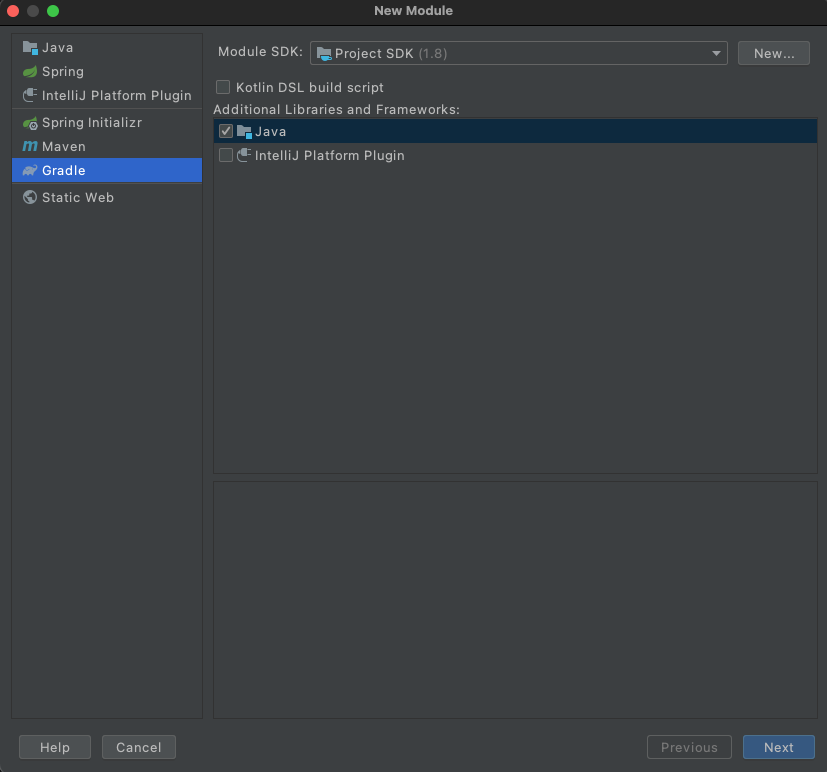 New Module
Java
Spring
IntelliJ Platform Plugin
Spring Initializr
Maven
Gradle
Static Web
Module SDK: Project SDK (1.8) New...
Kotlin DSL build script
Additional Libraries and Frameworks:
Java
IntelliJ Platform Plugin
Help Cancel Previous Next